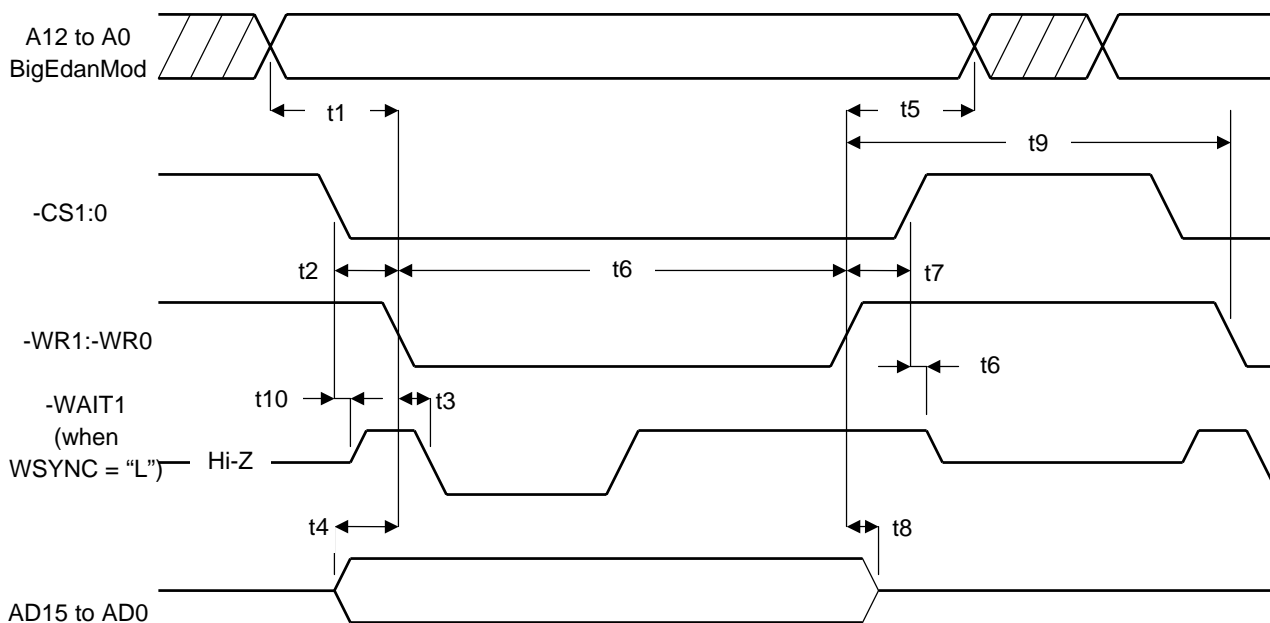 A12 to A0
BigEdanMod
t1
t5
t9
-CS1:0
t2
t6
t7
-WR1:-WR0
t6
t10
t3
-WAIT1
(when
WSYNC = “L”)
Hi-Z
t4
t8
AD15 to AD0